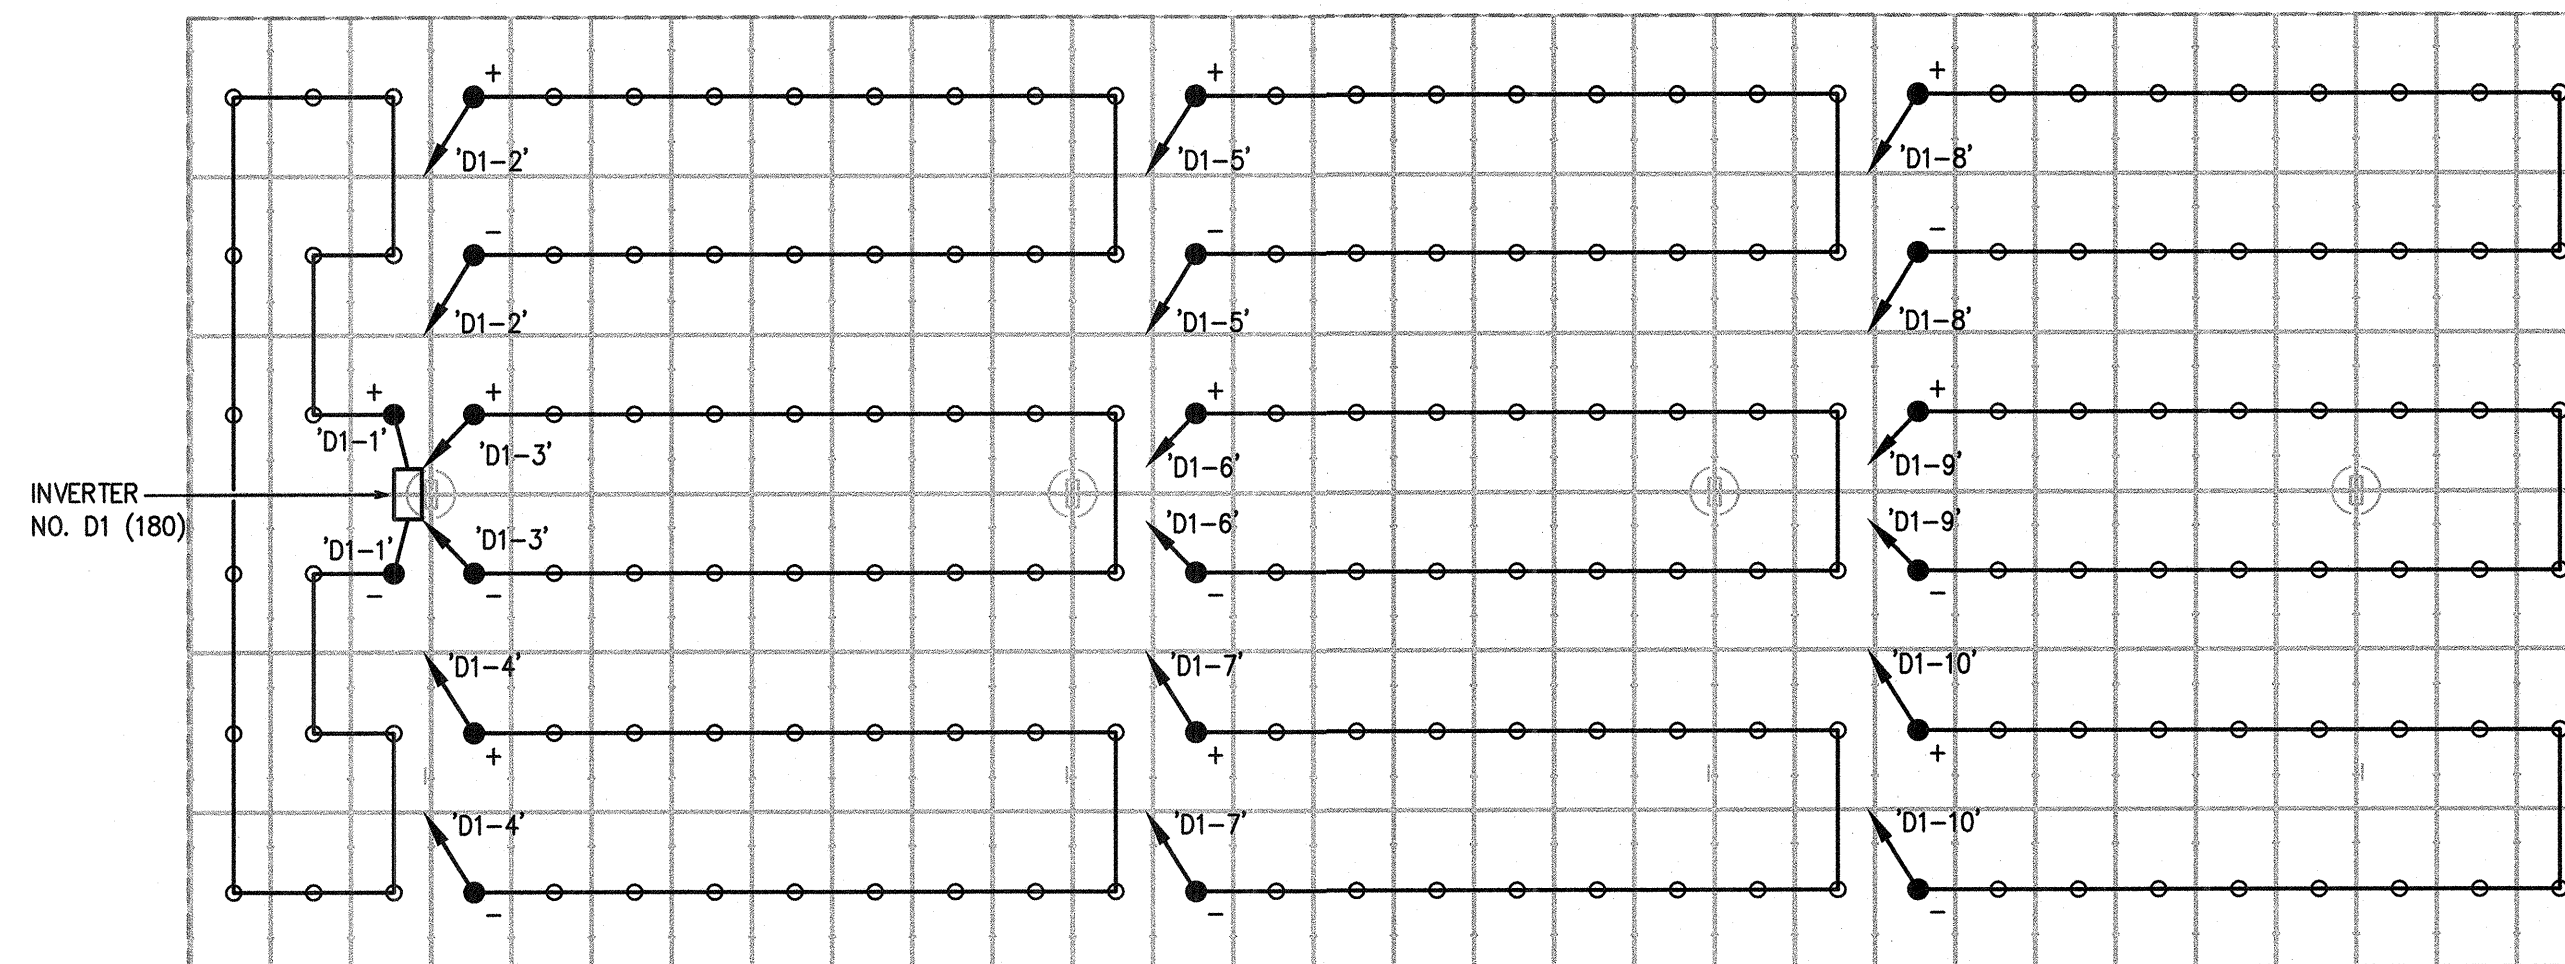 + + +
'D1-2' 'D1-5' 'D1-8'
- - -
'D1-2' 'D1-5' 'D1-8'
+ + + +
'D1-1' 'D1-3' 'D1-6' 'D1-9'
INVERTER
NO. D1 (180)
'D1-1' 'D1-3' 'D1-6' 'D1-9'
- - - -
'D1-4' 'D1-7' 'D1-10'
+ + +
'D1-4' 'D1-7' 'D1-10'
- - -